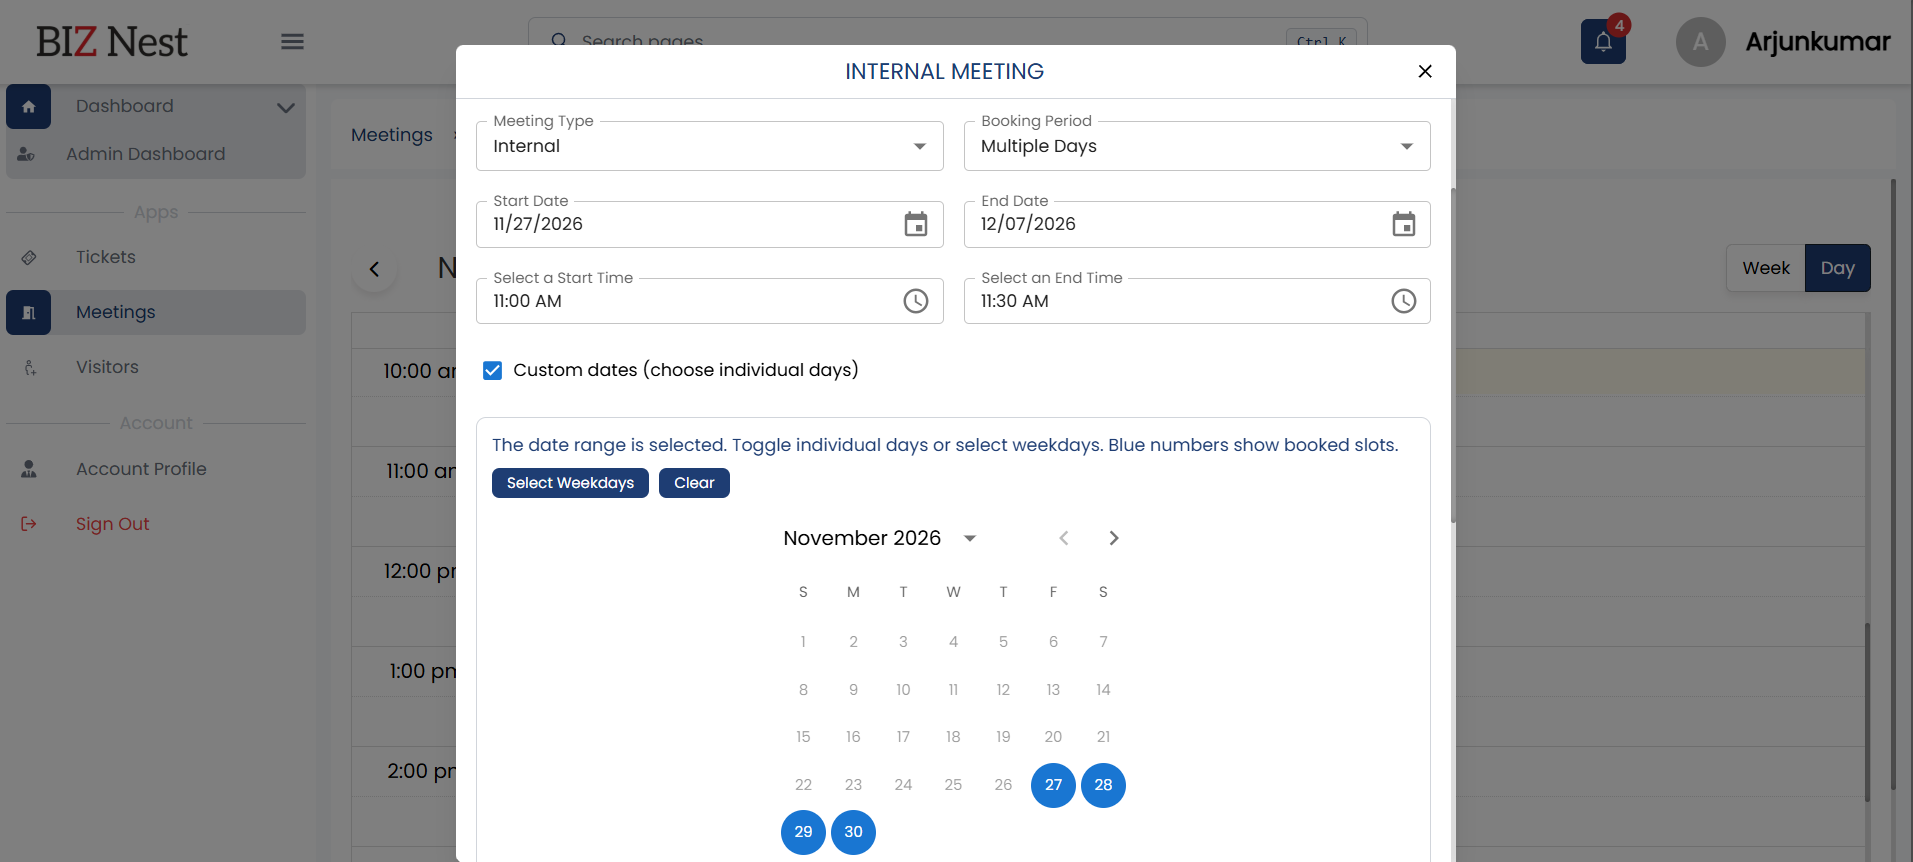 BIZ Nest
Search pages
Ctrl K
4
A
Arjunkumar
Dashboard
Admin Dashboard
Apps
Tickets
Meetings
Visitors
Account
Account Profile
Sign Out
Meetings
N
Week
Day
10:00 am
11:00 am
12:00 pm
1:00 pm
2:00 pm
INTERNAL MEETING
Meeting Type
Internal
Booking Period
Multiple Days
Start Date
11/27/2026
End Date
12/07/2026
Select a Start Time
11:00 AM
Select an End Time
11:30 AM
Custom dates (choose individual days)
The date range is selected. Toggle individual days or select weekdays. Blue numbers show booked slots.
Select Weekdays
Clear
November 2026
S M T W T F S
1 2 3 4 5 6 7
8 9 10 11 12 13 14
15 16 17 18 19 20 21
22 23 24 25 26 27 28
29 30